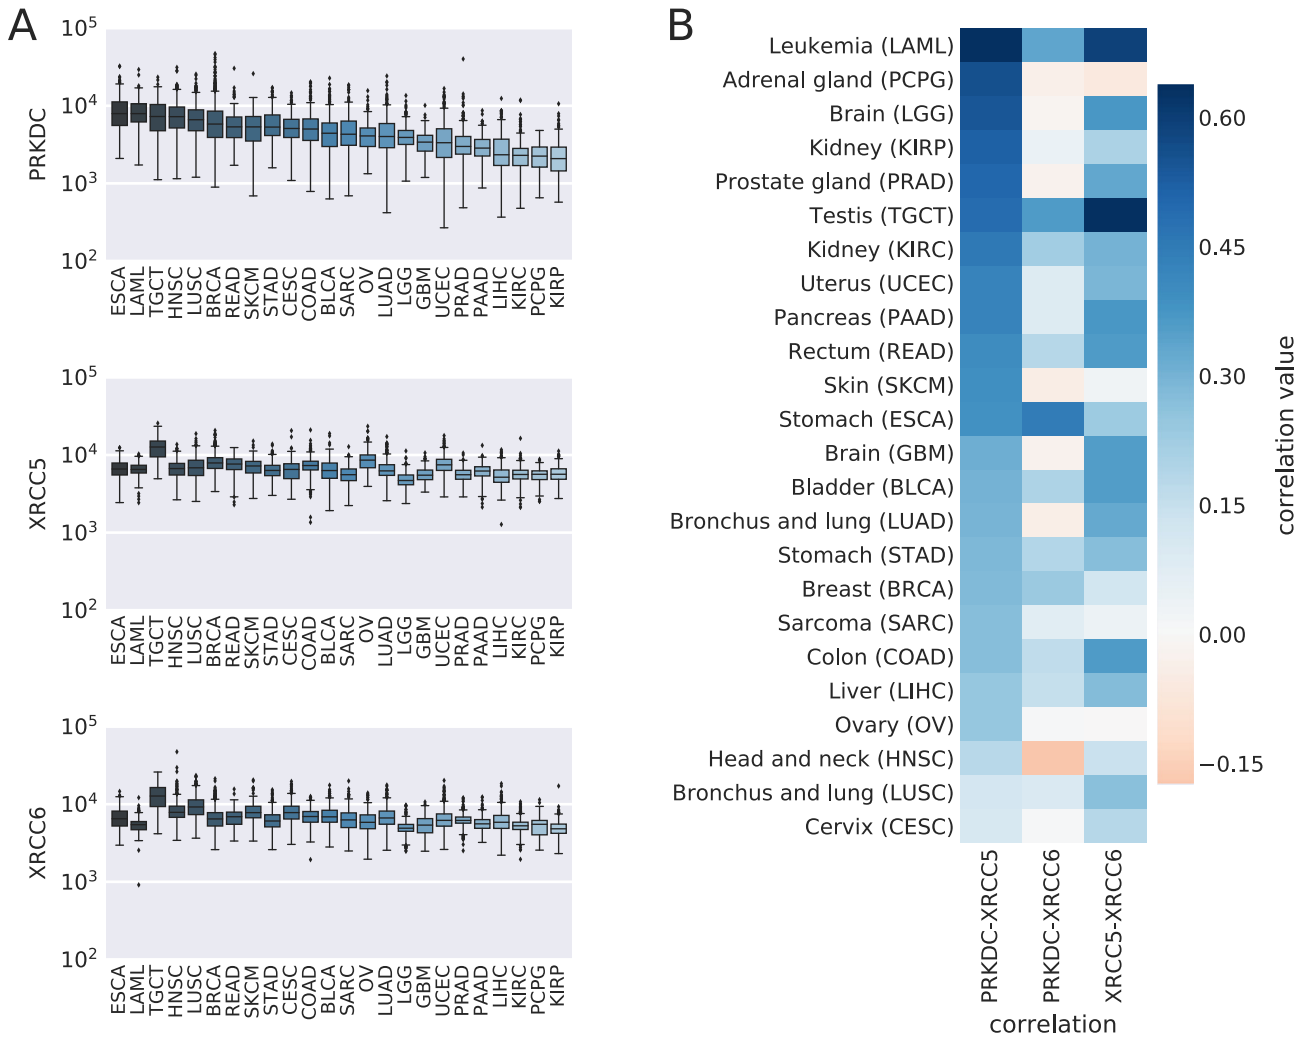 A
10^5
10^4
10^3
10^2
PRKDC
ESCA
LAML
TGCT
HNSC
LUSC
BRCA
READ
SKCM
STAD
CESC
COAD
BLCA
SARC
OV
LUAD
LGG
GBM
UCEC
PRAD
PAAD
LIHC
KIRC
PCPG
KIRP
10^5
10^4
10^3
10^2
XRCC5
ESCA
LAML
TGCT
HNSC
LUSC
BRCA
READ
SKCM
STAD
CESC
COAD
BLCA
SARC
OV
LUAD
LGG
GBM
UCEC
PRAD
PAAD
LIHC
KIRC
PCPG
KIRP
10^5
10^4
10^3
10^2
XRCC6
ESCA
LAML
TGCT
HNSC
LUSC
BRCA
READ
SKCM
STAD
CESC
COAD
BLCA
SARC
OV
LUAD
LGG
GBM
UCEC
PRAD
PAAD
LIHC
KIRC
PCPG
KIRP
B
Leukemia (LAML)
Adrenal gland (PCPG)
Brain (LGG)
Kidney (KIRP)
Prostate gland (PRAD)
Testis (TGCT)
Kidney (KIRC)
Uterus (UCEC)
Pancreas (PAAD)
Rectum (READ)
Skin (SKCM)
Stomach (ESCA)
Brain (GBM)
Bladder (BLCA)
Bronchus and lung (LUAD)
Stomach (STAD)
Breast (BRCA)
Sarcoma (SARC)
Colon (COAD)
Liver (LIHC)
Ovary (OV)
Head and neck (HNSC)
Bronchus and lung (LUSC)
Cervix (CESC)
PRKDC-XRCC5
PRKDC-XRCC6
XRCC5-XRCC6
correlation
0.60
0.45
0.30
0.15
0.00
−0.15
correlation value